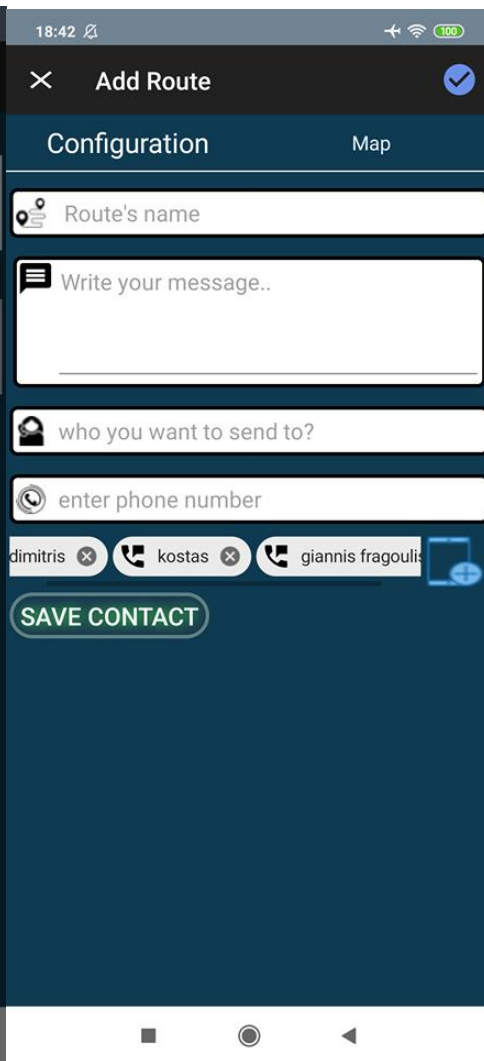 18:42 100
Add Route
Configuration Map
Route's name
Write your message..
who you want to send to?
enter phone number
dimitris kostas giannis fragoulis
SAVE CONTACT